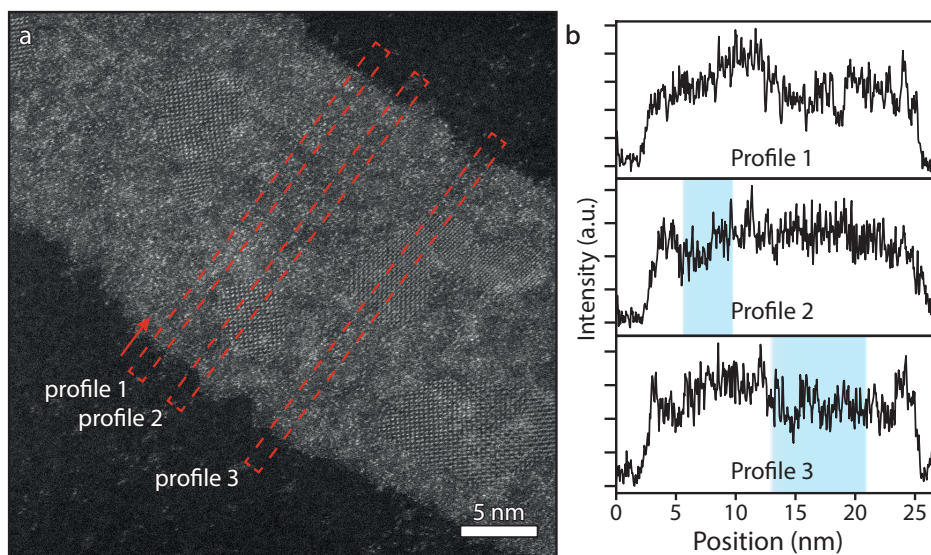 a
profile 1
profile 2
profile 3
5 nm
b
Profile 1
Profile 2
Profile 3
Intensity (a.u.)
0 5 10 15 20 25
Position (nm)